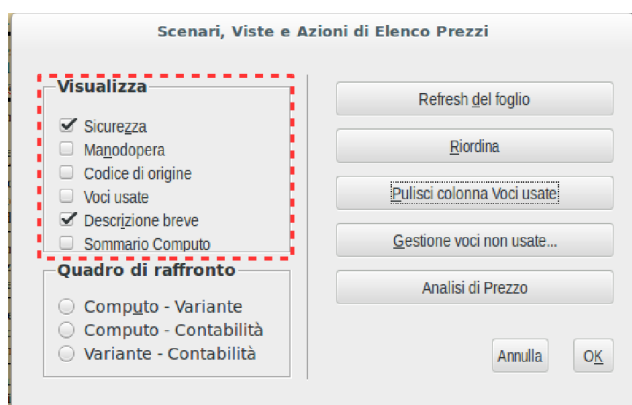 Scenari, Viste e Azioni di Elenco Prezzi
Visualizza
Sicurezza
Manodopera
Codice di origine
Voci usate
Descrizione breve
Sommario Computo
Quadro di raffronto
Computo - Variante
Computo - Contabilità
Variante - Contabilità
Refresh del foglio
Riordina
Pulisci colonna Voci usate
Gestione voci non usate...
Analisi di Prezzo
Annulla
OK